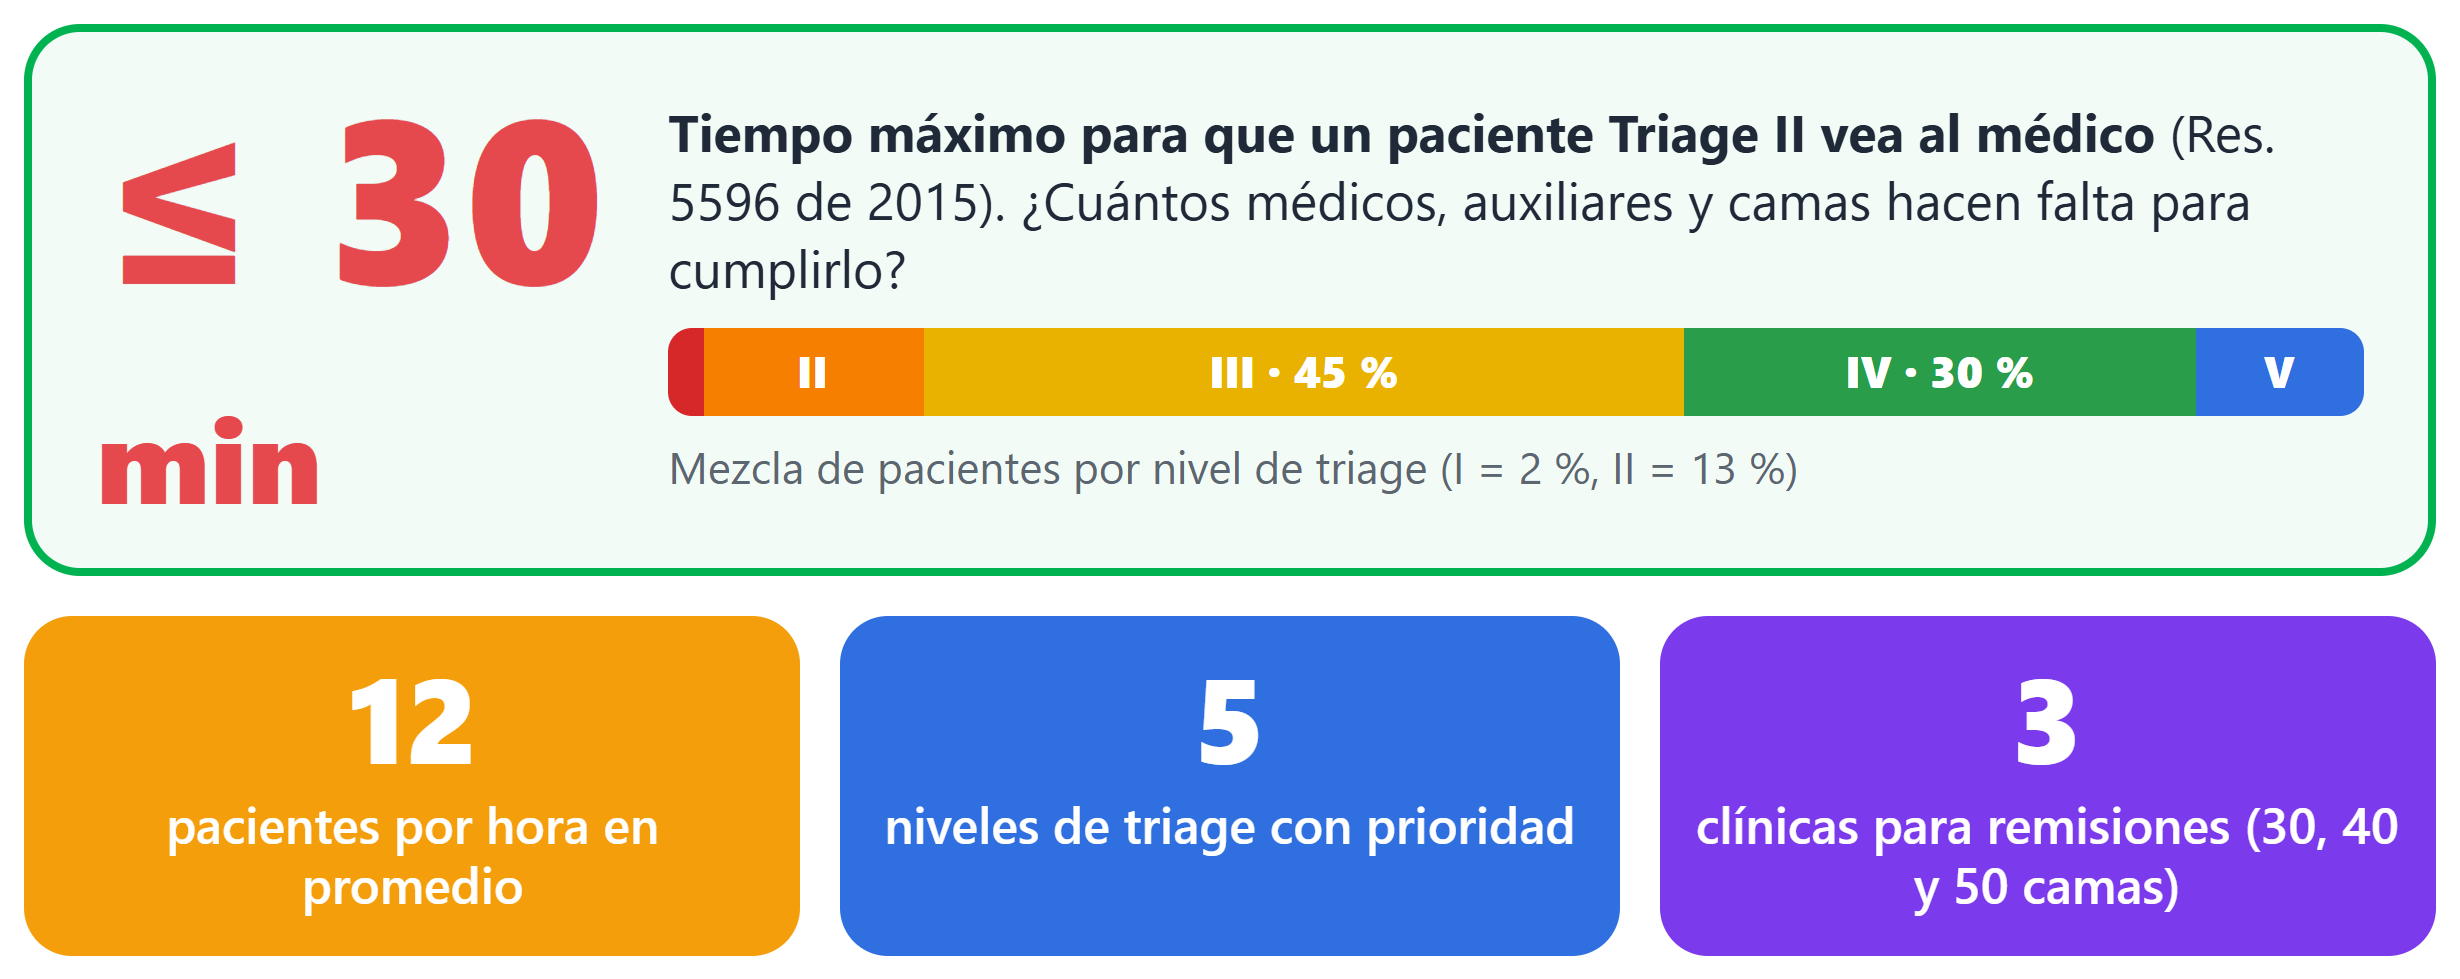 ≤ 30
min
Tiempo máximo para que un paciente Triage II vea al médico (Res.
5596 de 2015). ¿Cuántos médicos, auxiliares y camas hacen falta para
cumplirlo?
II
III · 45 %
IV · 30 %
V
Mezcla de pacientes por nivel de triage (I = 2 %, II = 13 %)
12
pacientes por hora en
promedio
5
niveles de triage con prioridad
3
clínicas para remisiones (30, 40
y 50 camas)